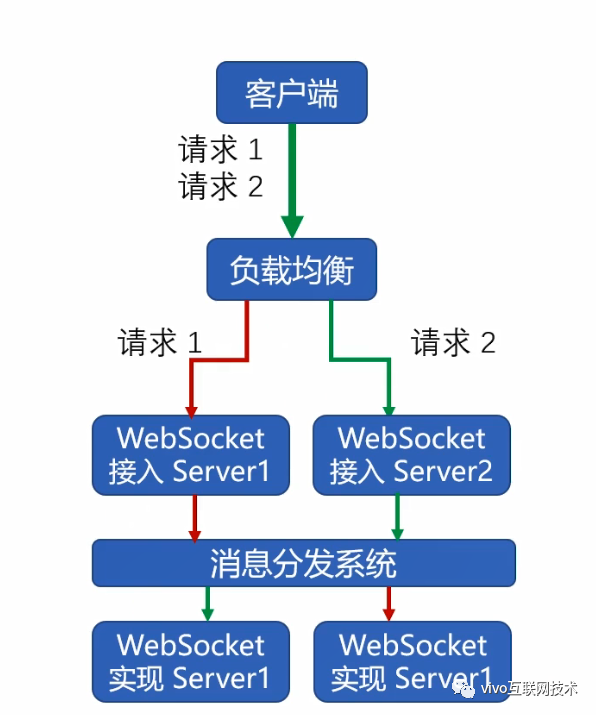 客户端
请求 1
请求 2
负载均衡
请求 1
请求 2
WebSocket
接入 Server1
WebSocket
接入 Server2
消息分发系统
WebSocket
实现 Server1
WebSocket
实现 Server1
vivo互联网技术